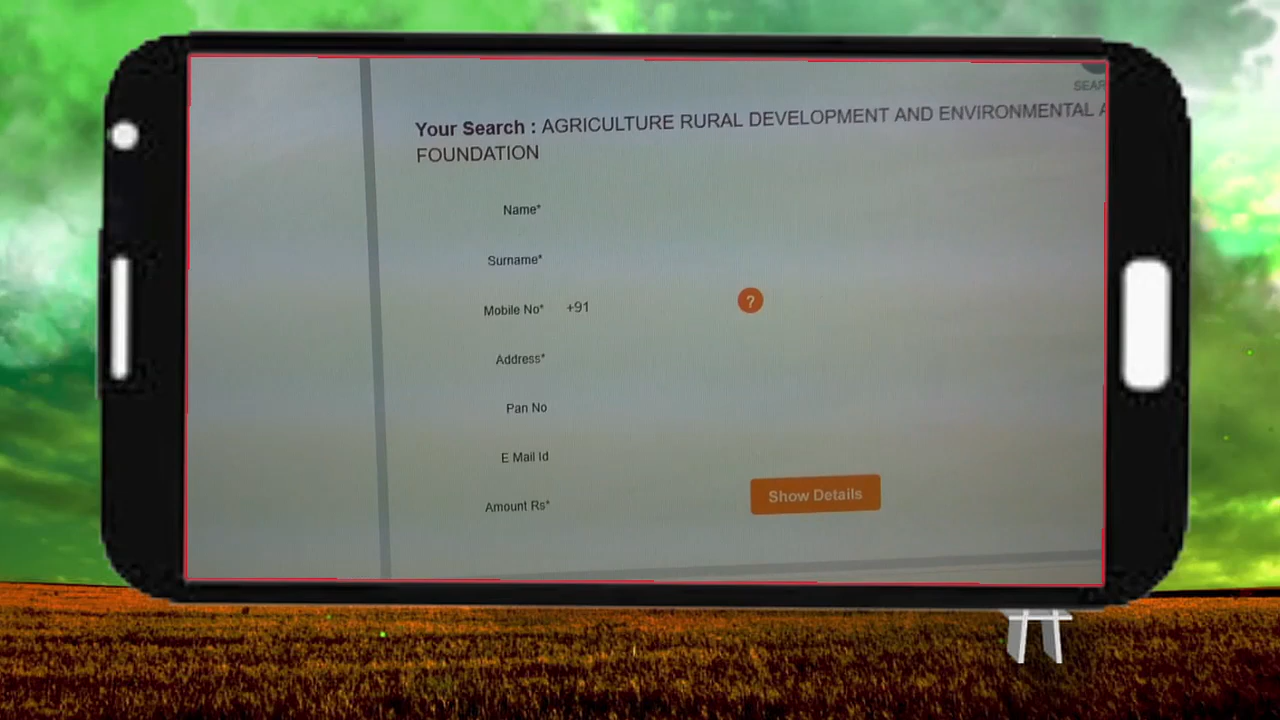 Your Search : AGRICULTURE RURAL DEVELOPMENT AND ENVIRONMENTAL
FOUNDATION
Name*
Surname*
Mobile No* +91 ?
Address*
Pan No
E Mail Id
Amount Rs*
Show Details